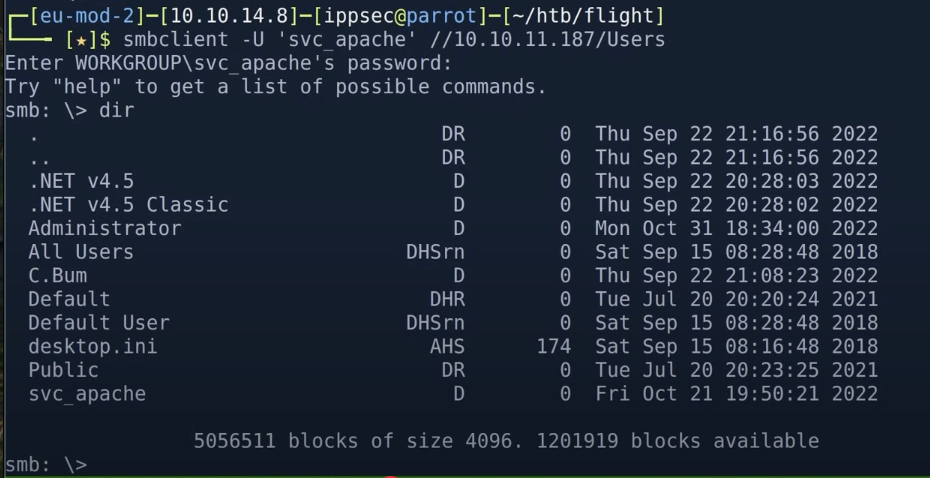 ┌─[eu-mod-2]─[10.10.14.8]─[ippsec@parrot]─[~/htb/flight]
└──╼ [★]$ smbclient -U 'svc_apache' //10.10.11.187/Users
Enter WORKGROUP\svc_apache's password:
Try "help" to get a list of possible commands.
smb: \> dir
  .                                  DR        0  Thu Sep 22 21:16:56 2022
  ..                                 DR        0  Thu Sep 22 21:16:56 2022
  .NET v4.5                           D        0  Thu Sep 22 20:28:03 2022
  .NET v4.5 Classic                   D        0  Thu Sep 22 20:28:02 2022
  Administrator                       D        0  Mon Oct 31 18:34:00 2022
  All Users                       DHSrn        0  Sat Sep 15 08:28:48 2018
  C.Bum                               D        0  Thu Sep 22 21:08:23 2022
  Default                           DHR        0  Tue Jul 20 20:20:24 2021
  Default User                    DHSrn        0  Sat Sep 15 08:28:48 2018
  desktop.ini                       AHS      174  Sat Sep 15 08:16:48 2018
  Public                             DR        0  Tue Jul 20 20:23:25 2021
  svc_apache                          D        0  Fri Oct 21 19:50:21 2022
                5056511 blocks of size 4096. 1201919 blocks available
smb: \>